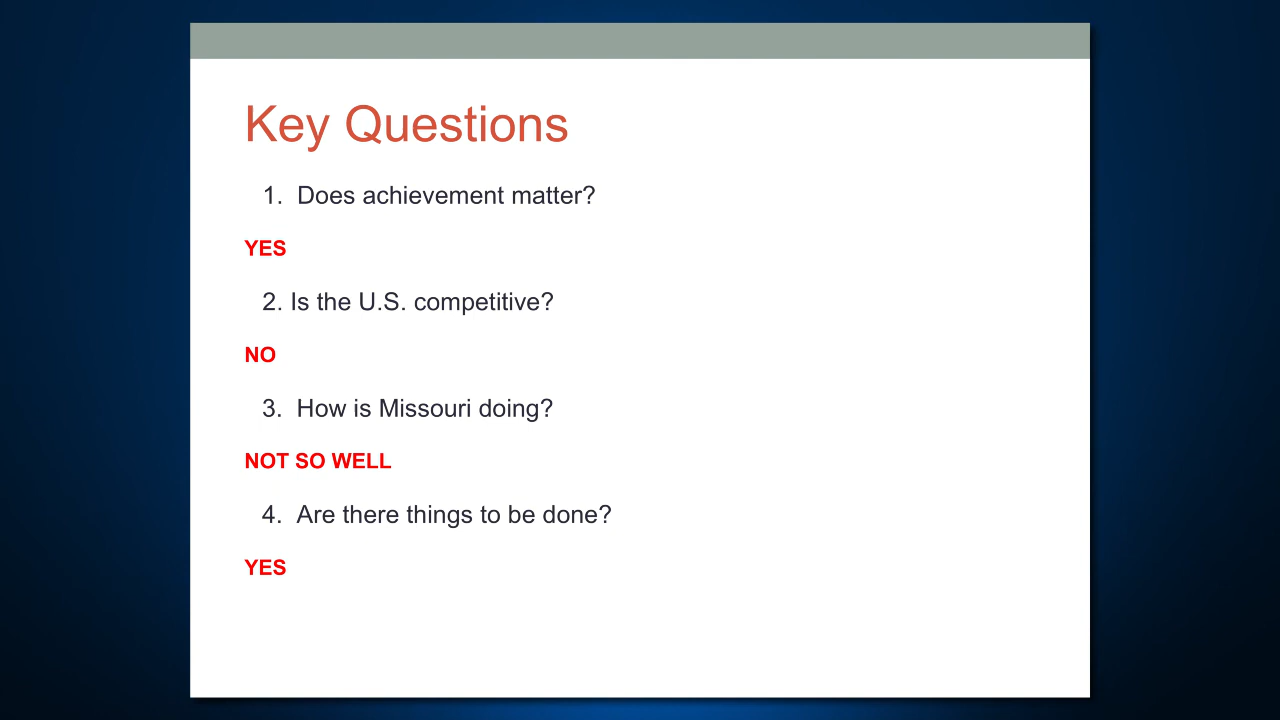 Key Questions
1. Does achievement matter?
YES
2. Is the U.S. competitive?
NO
3. How is Missouri doing?
NOT SO WELL
4. Are there things to be done?
YES